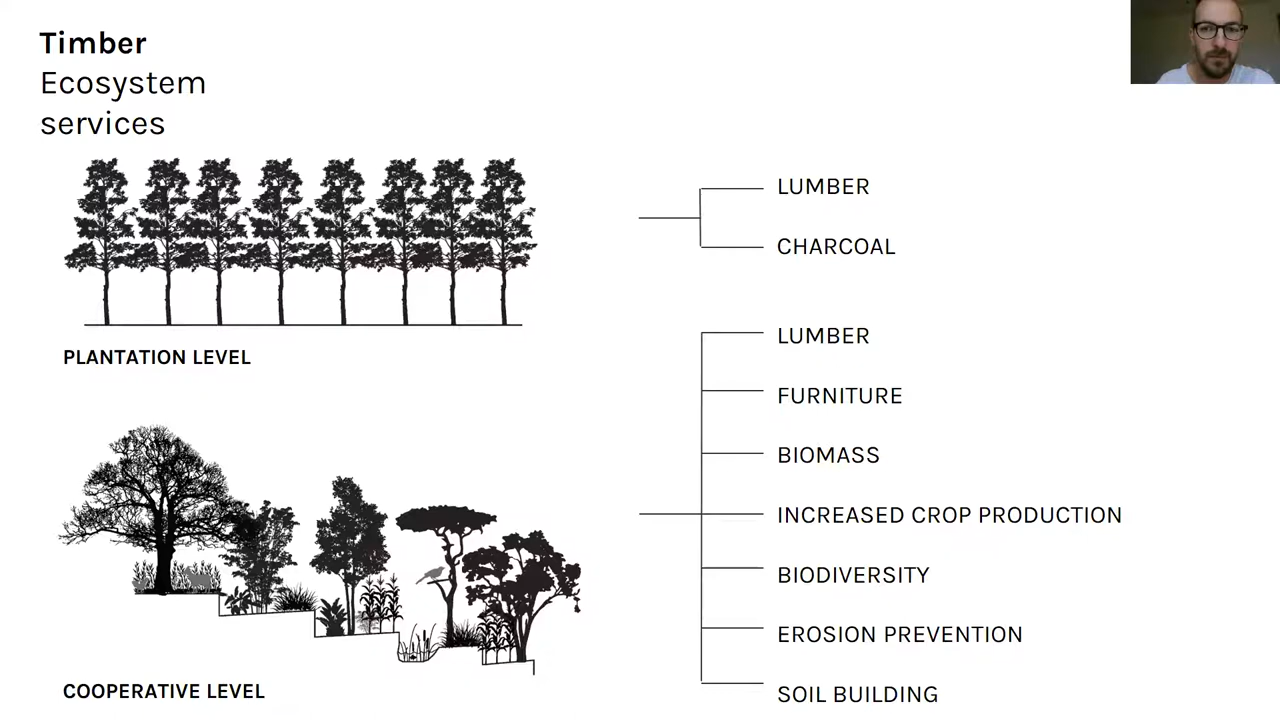 Timber
Ecosystem
services
LUMBER
CHARCOAL
PLANTATION LEVEL
LUMBER
FURNITURE
BIOMASS
INCREASED CROP PRODUCTION
BIODIVERSITY
EROSION PREVENTION
SOIL BUILDING
COOPERATIVE LEVEL